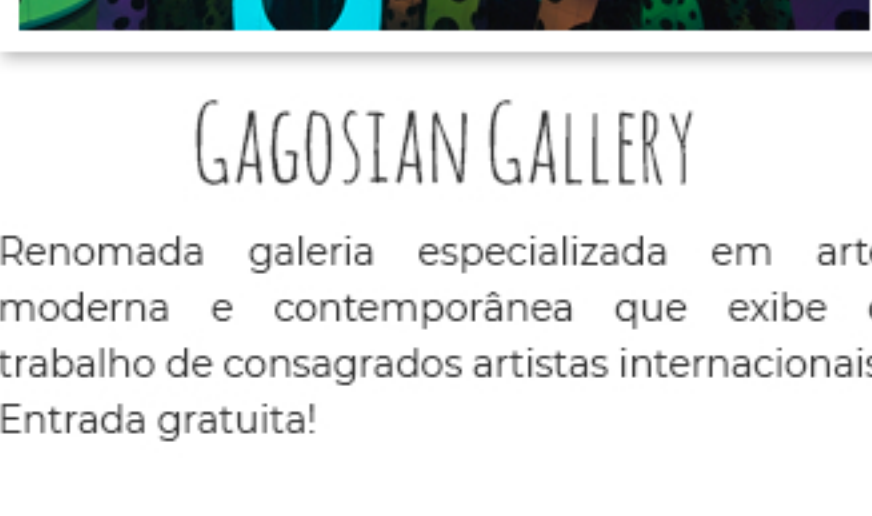 Gagosian Gallery
Renomada galeria especializada em arte
moderna e contemporânea que exibe
trabalho de consagrados artistas internacionais
Entrada gratuita!